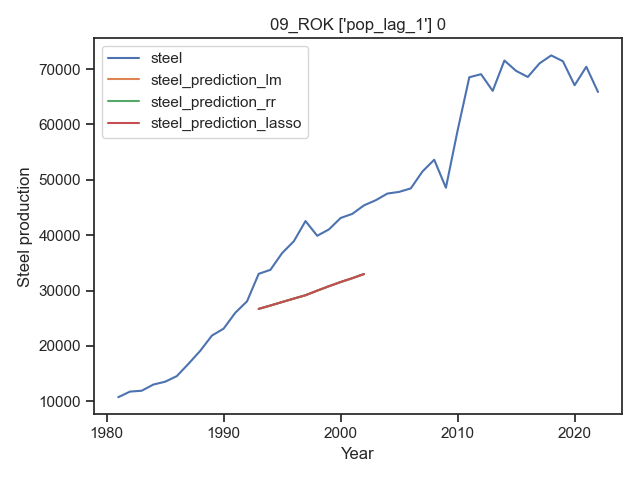 09_ROK ['pop_lag_1'] 0
steel
steel_prediction_lm
steel_prediction_rr
steel_prediction_lasso
Steel production
70000
60000
50000
40000
30000
20000
10000
1980 1990 2000 2010 2020
Year